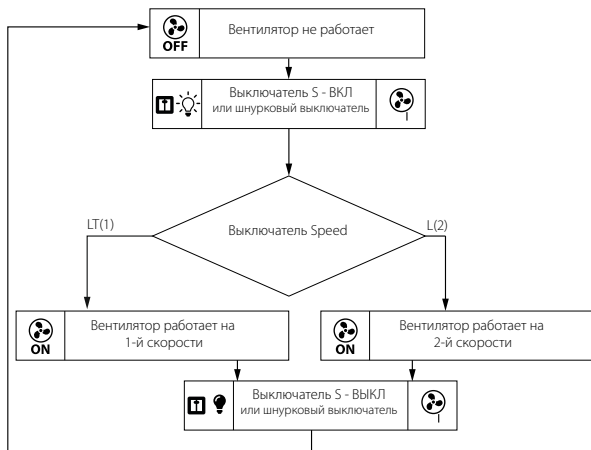 OFF
Вентилятор не работает
Выключатель S - ВКЛ
или шнурковый выключатель
Выключатель Speed
LT(1)
L(2)
ON
Вентилятор работает на
1-й скорости
ON
Вентилятор работает на
2-й скорости
Выключатель S - ВЫКЛ
или шнурковый выключатель